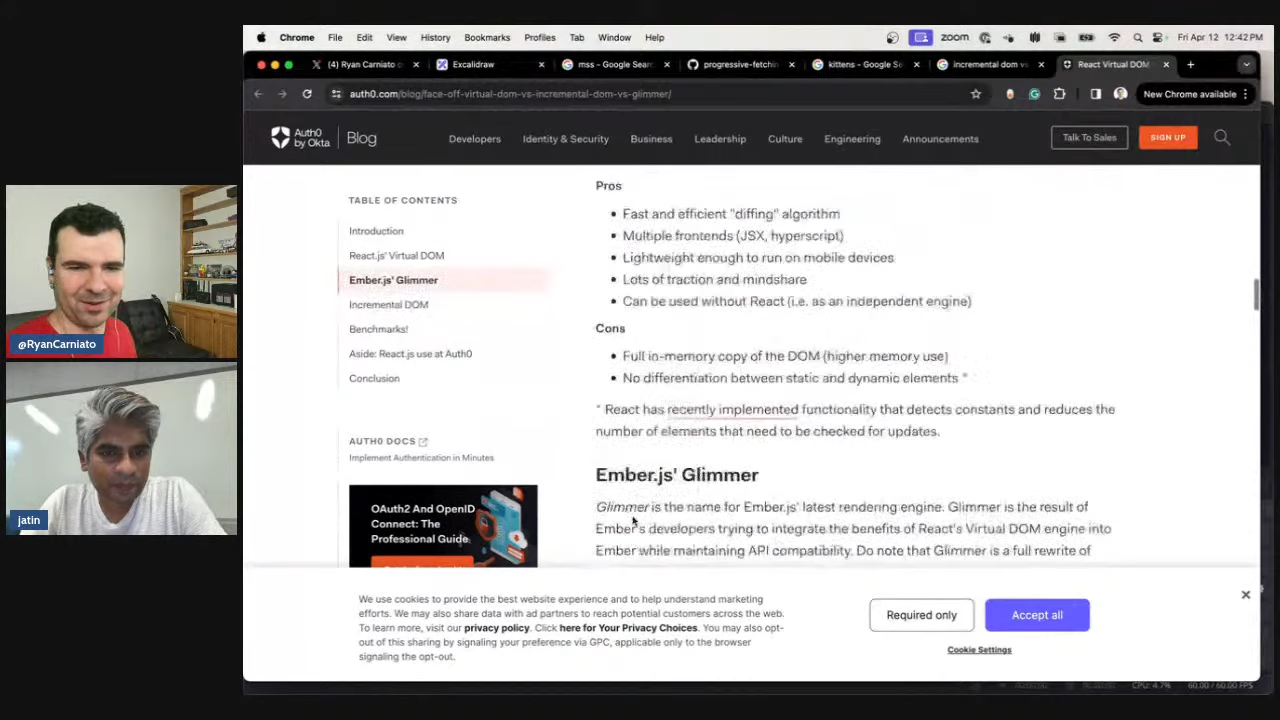 Chrome File Edit View History Bookmarks Profiles Tab Window Help zoom Fri Apr 12 12:42 PM
(4) Ryan Carniato c Excalidraw mss - Google Sear progressive-fetchin kittens - Google Se incremental dom vs React Virtual DOM
auth0.com/blog/face-off-virtual-dom-vs-incremental-dom-vs-glimmer/ New Chrome available
Auth0 by Okta Blog Developers Identity & Security Business Leadership Culture Engineering Announcements Talk To Sales SIGN UP
TABLE OF CONTENTS
Introduction
React.js' Virtual DOM
Ember.js' Glimmer
Incremental DOM
Benchmarks!
Aside: React.js use at Auth0
Conclusion
AUTH0 DOCS
Implement Authentication in Minutes
OAuth2 And OpenID
Connect: The
Professional Guide
Pros
• Fast and efficient "diffing" algorithm
• Multiple frontends (JSX, hyperscript)
• Lightweight enough to run on mobile devices
• Lots of traction and mindshare
• Can be used without React (i.e. as an independent engine)
Cons
• Full in-memory copy of the DOM (higher memory use)
• No differentiation between static and dynamic elements *
* React has recently implemented functionality that detects constants and reduces the
number of elements that need to be checked for updates.
Ember.js' Glimmer
Glimmer is the name for Ember.js' latest rendering engine. Glimmer is the result of
Ember's developers trying to integrate the benefits of React's Virtual DOM engine into
Ember while maintaining API compatibility. Do note that Glimmer is a full rewrite of
We use cookies to provide the best website experience and to help understand marketing
efforts. We may also share data with ad partners to reach potential customers across the web.
To learn more, visit our privacy policy. Click here for Your Privacy Choices. You may also opt-
out of this sharing by signaling your preference via GPC, applicable only to the browser
signaling the opt-out.
Required only
Accept all
Cookie Settings
CPU: 4.7% 60.00 / 60.00 FPS
@RyanCarniato
jatin